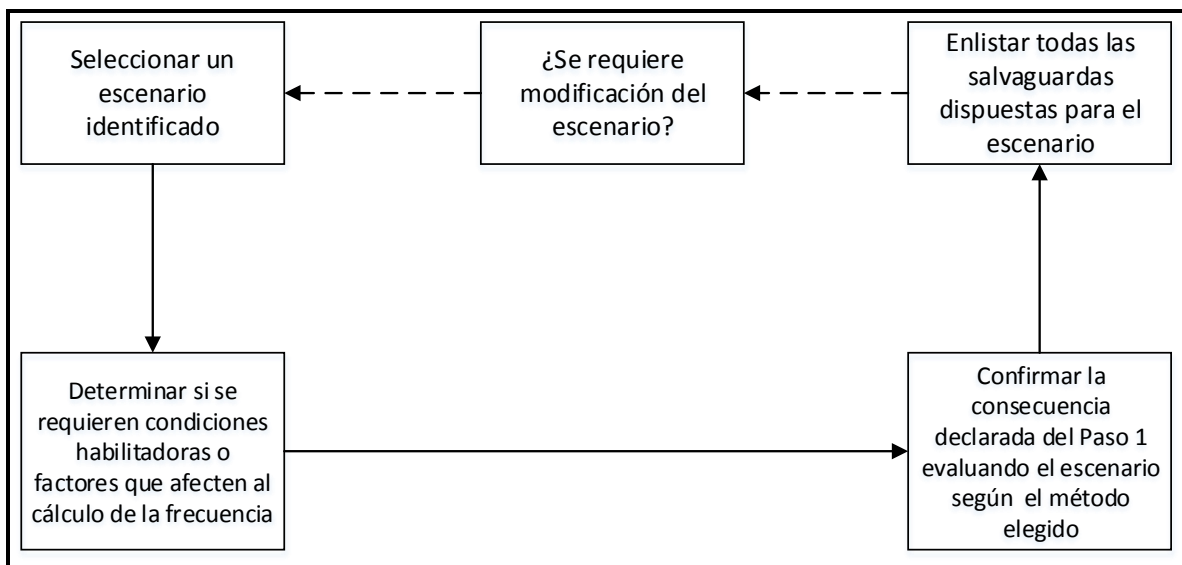 Seleccionar un
escenario
identificado
¿Se requiere
modificación del
escenario?
Enlistar todas las
salvaguardas
dispuestas para el
escenario
Determinar si se
requieren condiciones
habilitadoras o
factores que afecten al
cálculo de la frecuencia
Confirmar la
consecuencia
declarada del Paso 1
evaluando el escenario
según el método
elegido